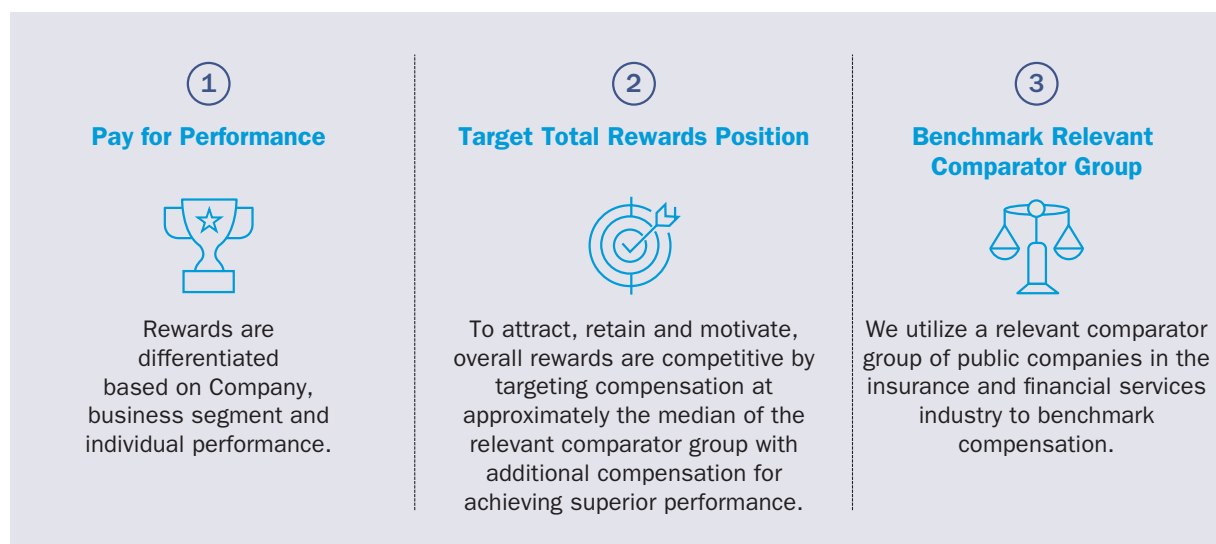 1
Pay for Performance
Rewards are
differentiated
based on Company,
business segment and
individual performance.
2
Target Total Rewards Position
To attract, retain and motivate,
overall rewards are competitive by
targeting compensation at
approximately the median of the
relevant comparator group with
additional compensation for
achieving superior performance.
3
Benchmark Relevant
Comparator Group
We utilize a relevant comparator
group of public companies in the
insurance and financial services
industry to benchmark
compensation.